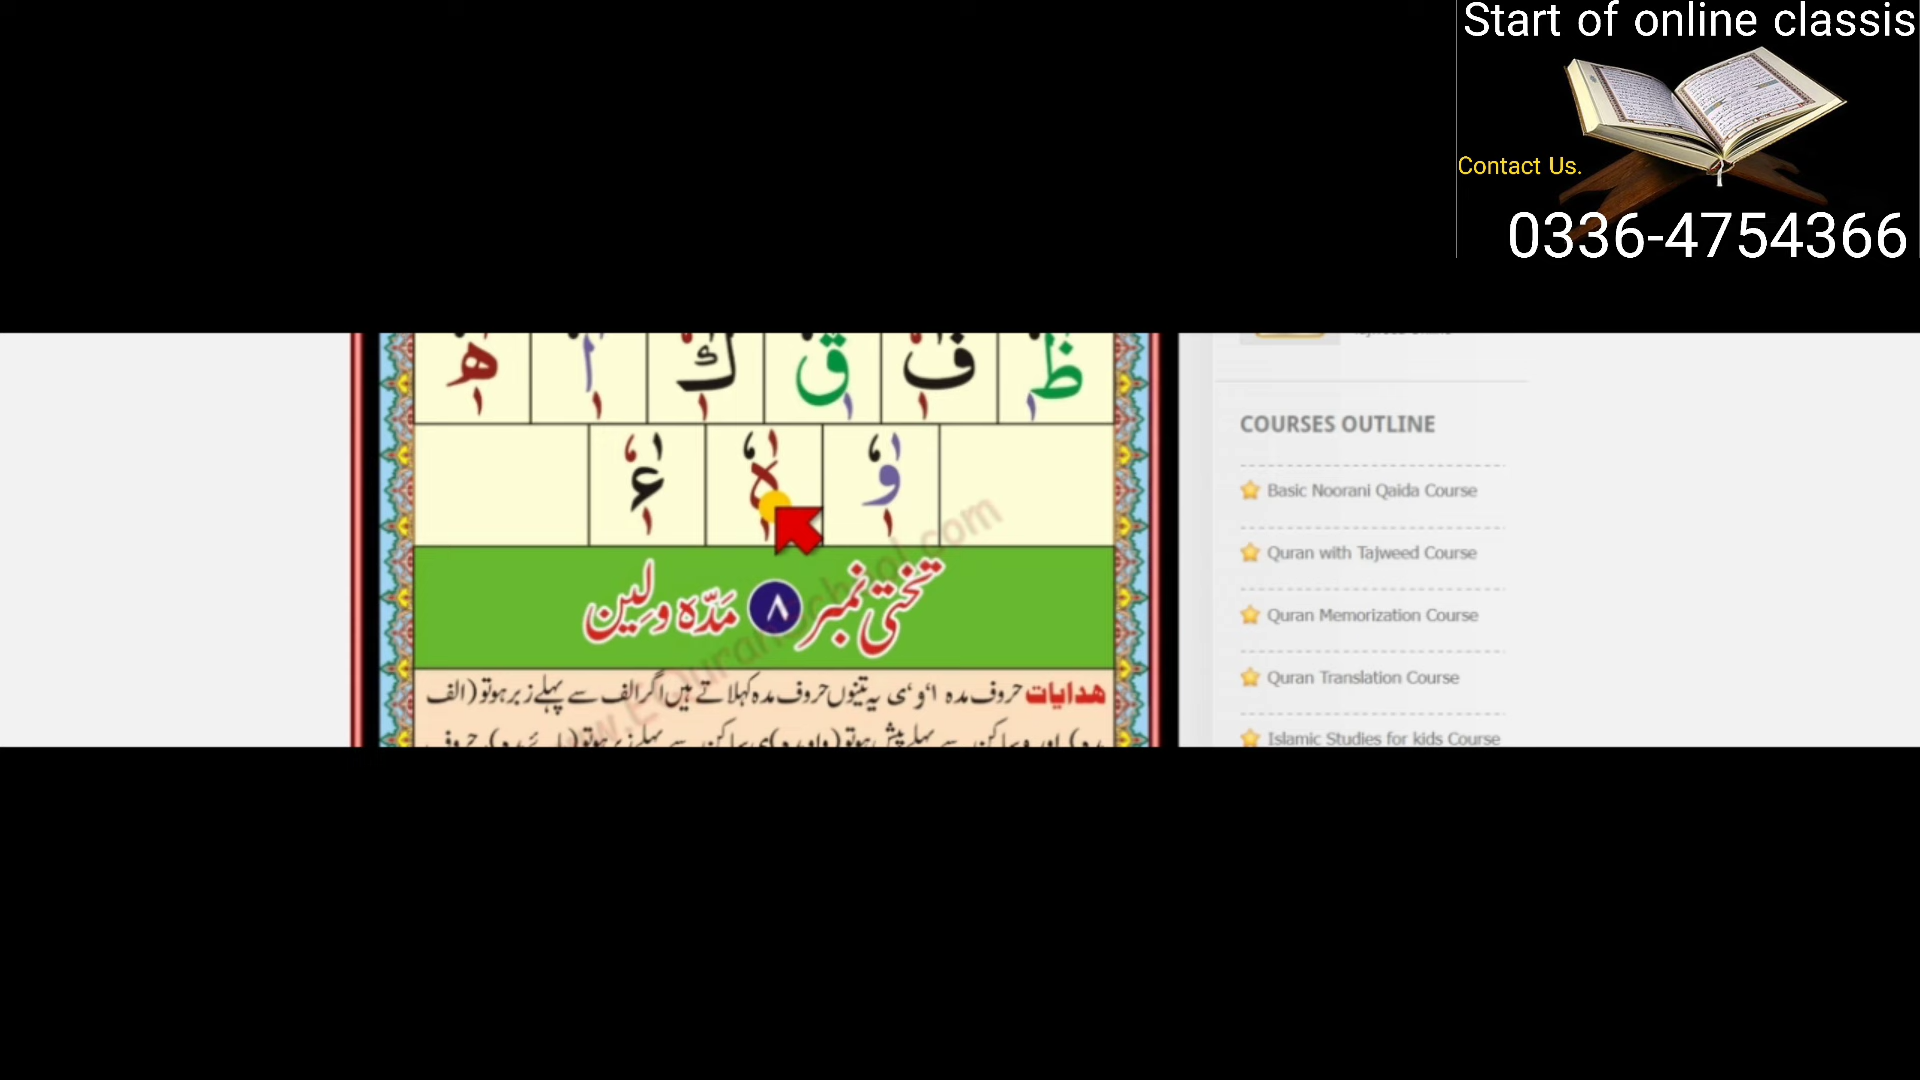 Start of online classis
Contact Us.
0336-4754366
ظ ف ق ك ا ھ
و ہ ء
تختی نمبر ۸ مَدّہ و لِین
ھدایات حروف مدہ ا، و، ی یہ تینوں حروف مدہ کہلاتے ہیں اگر الف سے پہلے زبر ہو تو (الف
COURSES OUTLINE
Basic Noorani Qaida Course
Quran with Tajweed Course
Quran Memorization Course
Quran Translation Course
Islamic Studies for kids Course